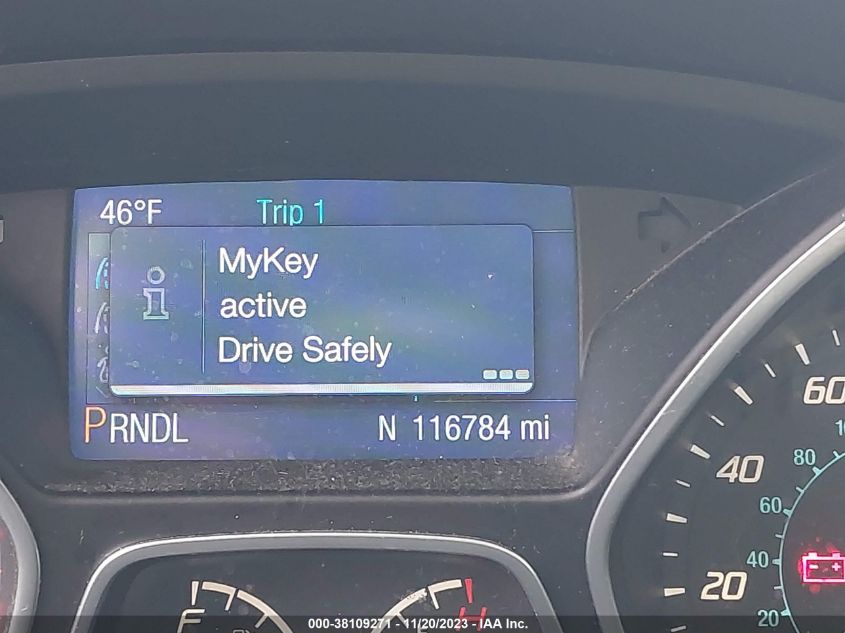 46°F Trip 1
MyKey
active
Drive Safely
PRNDL N 116784 mi
60
40
20
80
60
40
20
F H
000-38109271 - 11/20/2023 - IAA Inc.